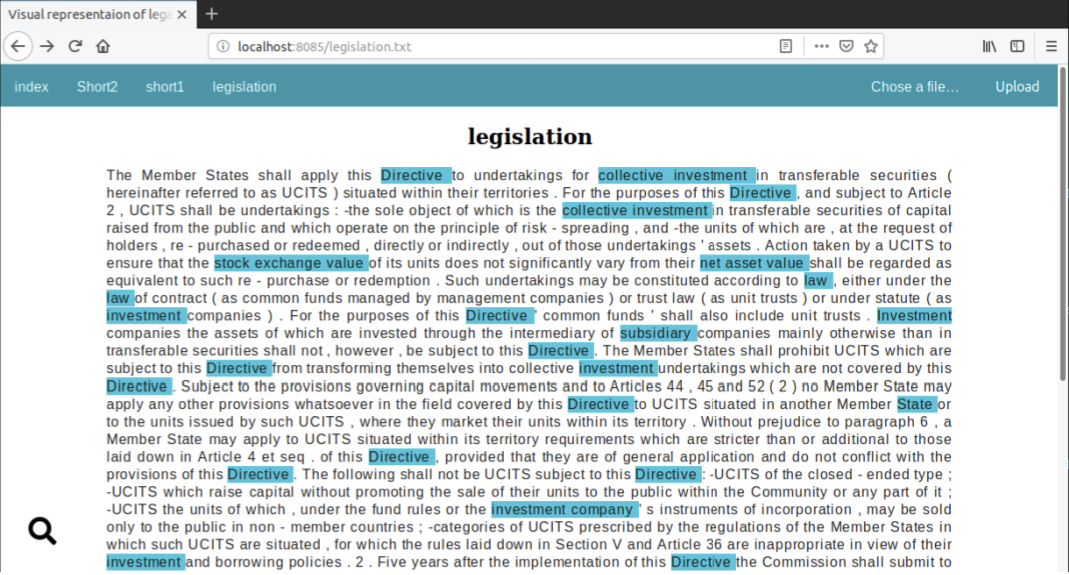 Visual representaion of lega
localhost:8085/legislation.txt
index Short2 short1 legislation Chose a file... Upload
legislation
The Member States shall apply this Directive to undertakings for collective investment in transferable securities (
hereinafter referred to as UCITS ) situated within their territories . For the purposes of this Directive , and subject to Article
2 , UCITS shall be undertakings : -the sole object of which is the collective investment in transferable securities of capital
raised from the public and which operate on the principle of risk - spreading , and -the units of which are , at the request of
holders , re - purchased or redeemed , directly or indirectly , out of those undertakings ' assets . Action taken by a UCITS to
ensure that the stock exchange value of its units does not significantly vary from their net asset value shall be regarded as
equivalent to such re - purchase or redemption . Such undertakings may be constituted according to law , either under the
law of contract ( as common funds managed by management companies ) or trust law ( as unit trusts ) or under statute ( as
investment companies ) . For the purposes of this Directive ' common funds ' shall also include unit trusts . Investment
companies the assets of which are invested through the intermediary of subsidiary companies mainly otherwise than in
transferable securities shall not , however , be subject to this Directive . The Member States shall prohibit UCITS which are
subject to this Directive from transforming themselves into collective investment undertakings which are not covered by this
Directive . Subject to the provisions governing capital movements and to Articles 44 , 45 and 52 ( 2 ) no Member State may
apply any other provisions whatsoever in the field covered by this Directive to UCITS situated in another Member State or
to the units issued by such UCITS , where they market their units within its territory . Without prejudice to paragraph 6 , a
Member State may apply to UCITS situated within its territory requirements which are stricter than or additional to those
laid down in Article 4 et seq . of this Directive , provided that they are of general application and do not conflict with the
provisions of this Directive . The following shall not be UCITS subject to this Directive : -UCITS of the closed - ended type ;
-UCITS which raise capital without promoting the sale of their units to the public within the Community or any part of it ;
-UCITS the units of which , under the fund rules or the investment company ' s instruments of incorporation , may be sold
only to the public in non - member countries ; -categories of UCITS prescribed by the regulations of the Member States in
which such UCITS are situated , for which the rules laid down in Section V and Article 36 are inappropriate in view of their
investment and borrowing policies . 2 . Five years after the implementation of this Directive the Commission shall submit to